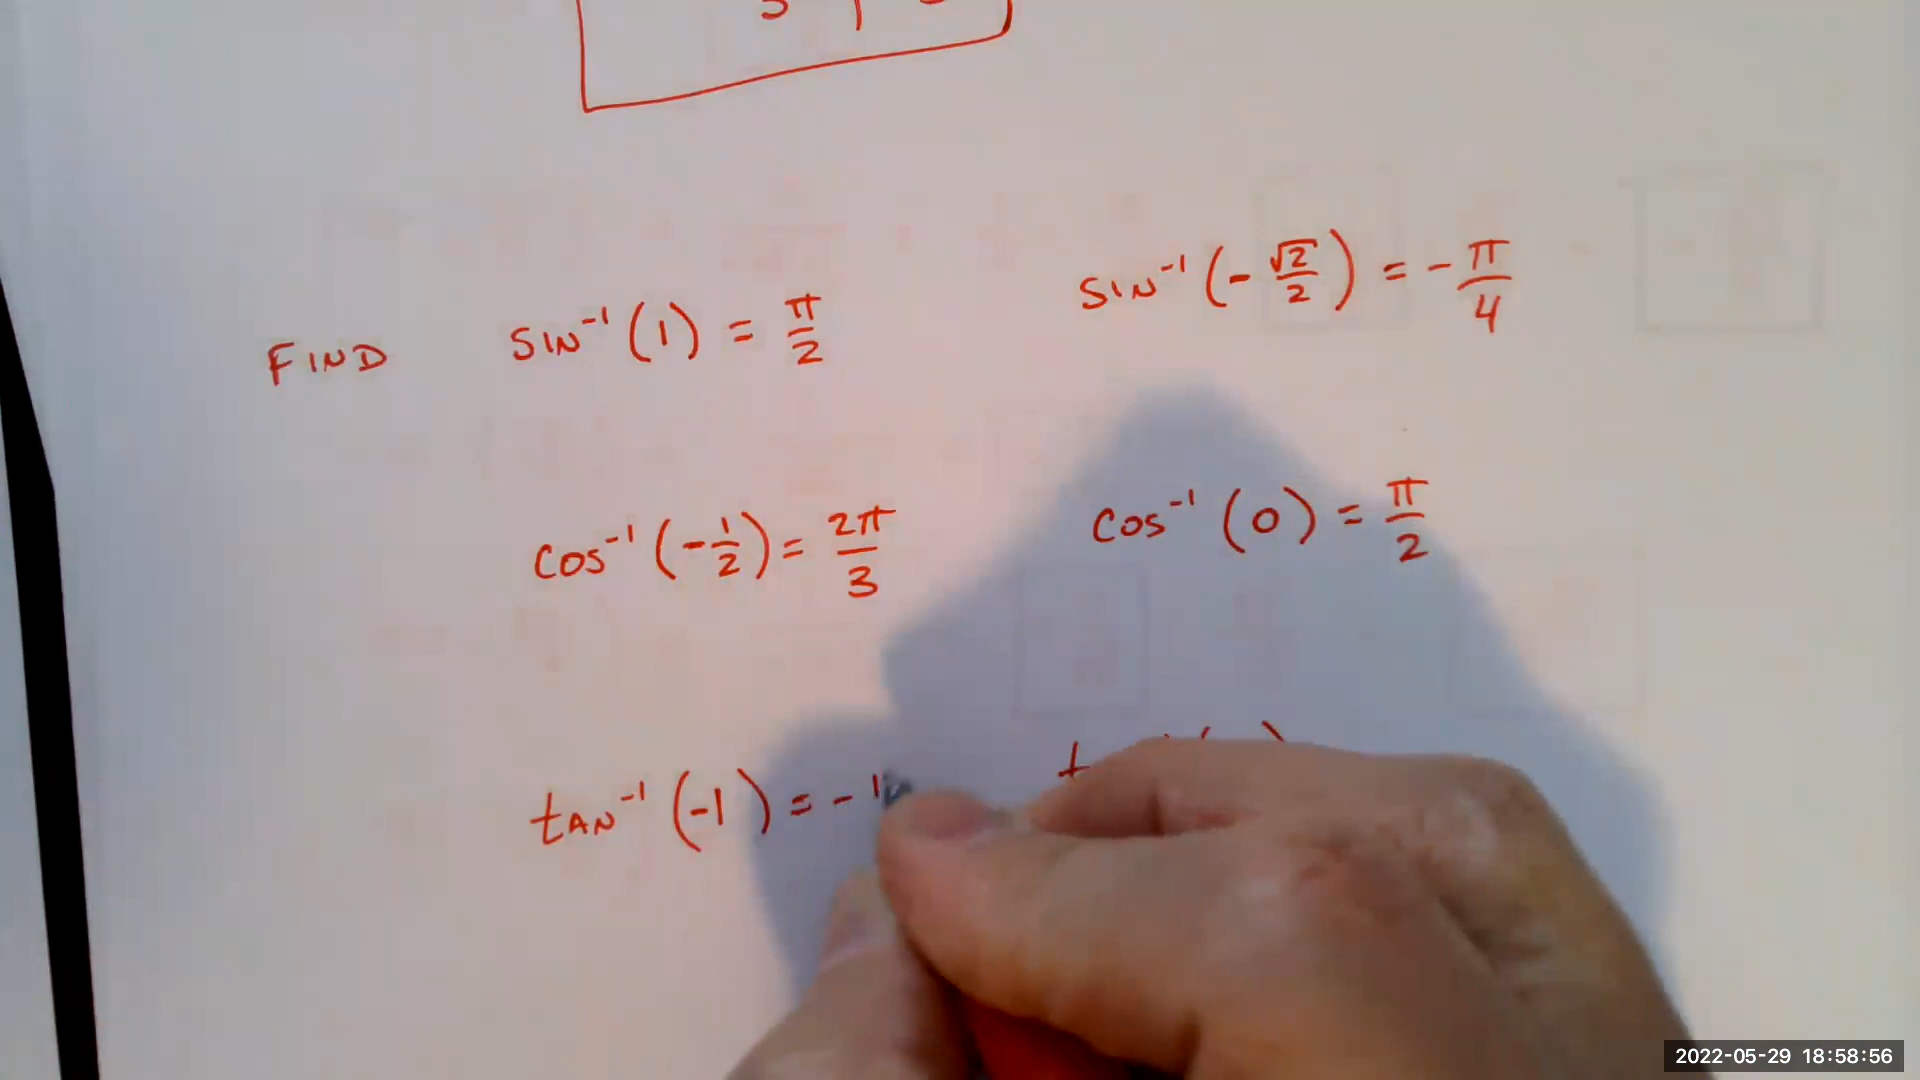 FIND sin⁻¹(1) = π/2
sin⁻¹(-√2/2) = -π/4
cos⁻¹(-1/2) = 2π/3
cos⁻¹(0) = π/2
tan⁻¹(-1) = -
2022-05-29 18:58:56